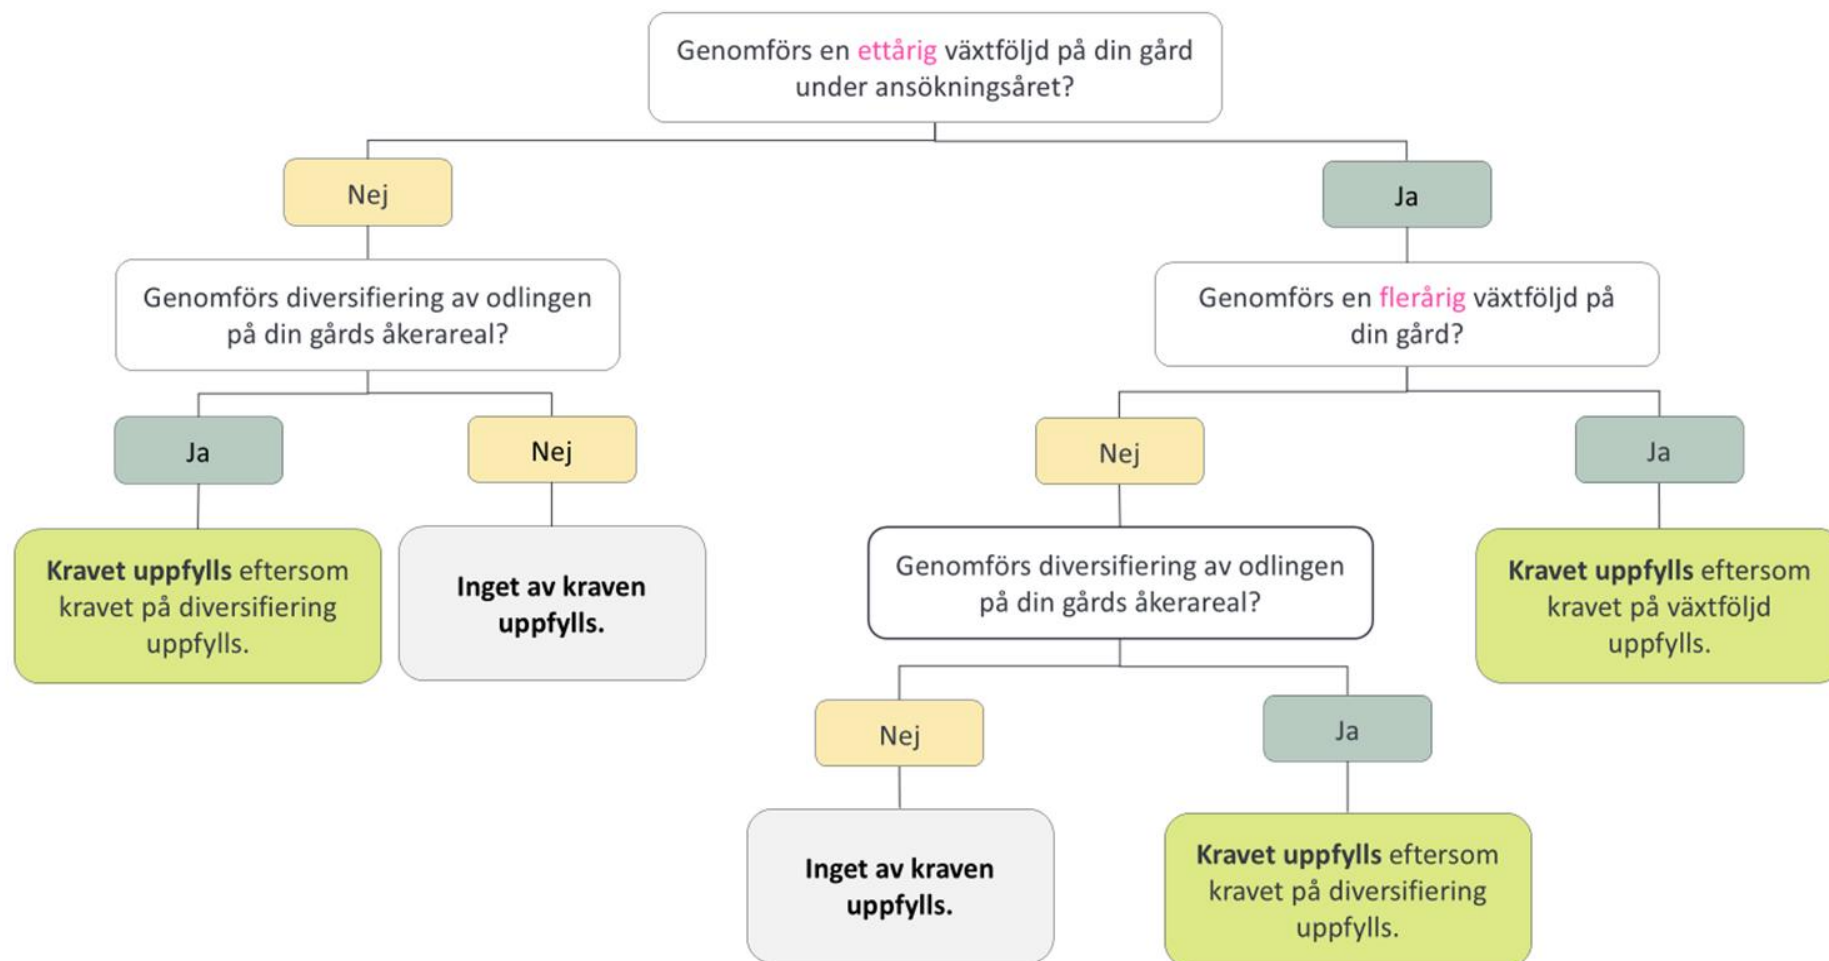 Genomförs en ettårig växtföljd på din gård
under ansökningsåret?
Nej
Ja
Genomförs diversifiering av odlingen
på din gårds åkerareal?
Genomförs en flerårig växtföljd på
din gård?
Ja
Nej
Nej
Ja
Kravet uppfylls eftersom
kravet på diversifiering
uppfylls.
Inget av kraven
uppfylls.
Genomförs diversifiering av odlingen
på din gårds åkerareal?
Kravet uppfylls eftersom
kravet på växtföljd
uppfylls.
Nej
Ja
Inget av kraven
uppfylls.
Kravet uppfylls eftersom
kravet på diversifiering
uppfylls.